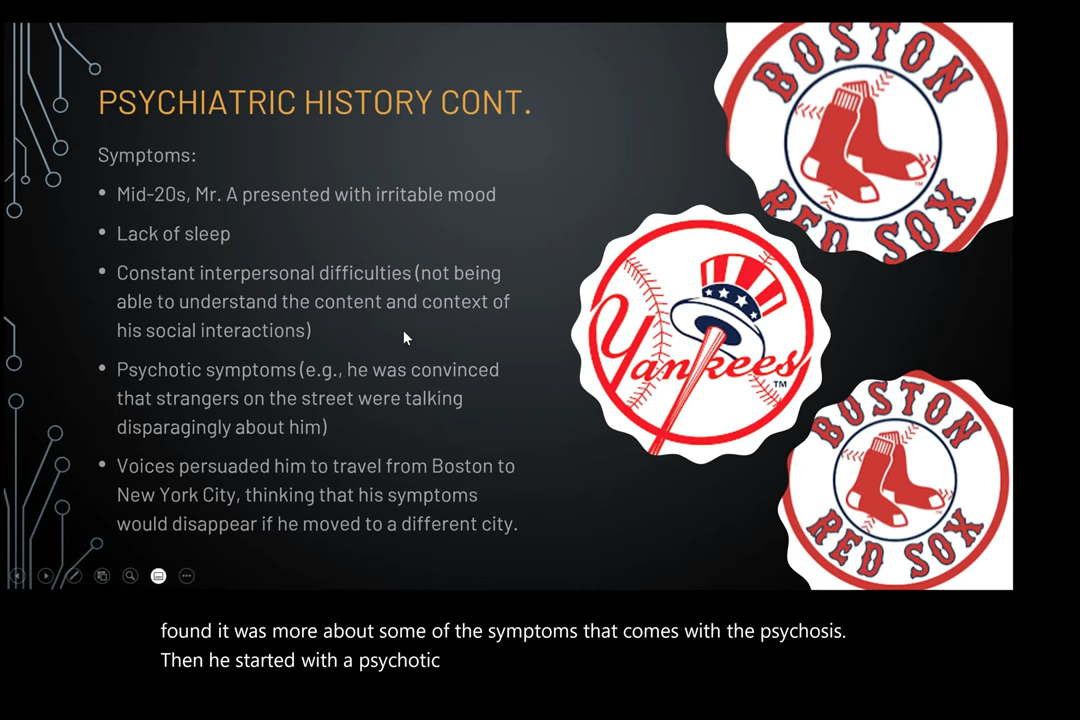 PSYCHIATRIC HISTORY CONT.
Symptoms:
• Mid-20s, Mr. A presented with irritable mood
• Lack of sleep
• Constant interpersonal difficulties (not being
able to understand the content and context of
his social interactions)
• Psychotic symptoms (e.g., he was convinced
that strangers on the street were talking
disparagingly about him)
• Voices persuaded him to travel from Boston to
New York City, thinking that his symptoms
would disappear if he moved to a different city.
BOSTON
RED SOX
TM
Yankees
TM
BOSTON
RED SOX
found it was more about some of the symptoms that comes with the psychosis.
Then he started with a psychotic